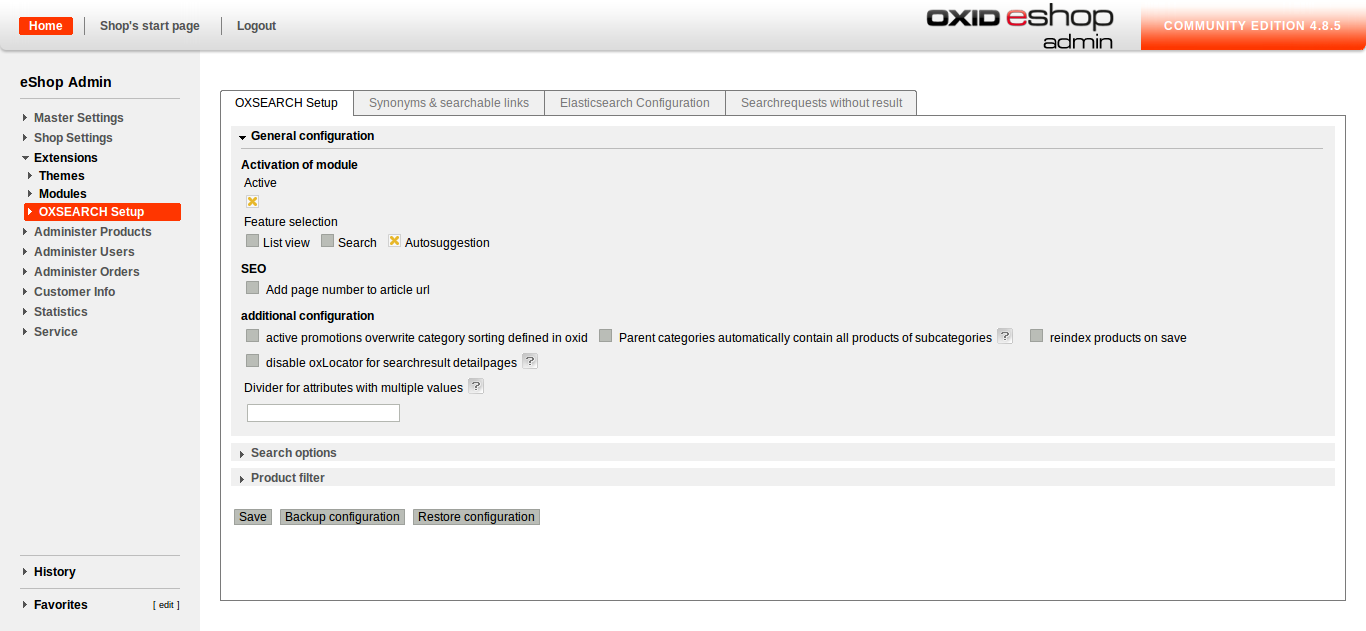 Home
Shop's start page
Logout
OXID eshop
admin
COMMUNITY EDITION 4.8.5
eShop Admin
Master Settings
Shop Settings
Extensions
Themes
Modules
OXSEARCH Setup
Administer Products
Administer Users
Administer Orders
Customer Info
Statistics
Service
History
Favorites [ edit ]
OXSEARCH Setup
Synonyms & searchable links
Elasticsearch Configuration
Searchrequests without result
General configuration
Activation of module
Active
Feature selection
List view Search Autosuggestion
SEO
Add page number to article url
additional configuration
active promotions overwrite category sorting defined in oxid Parent categories automatically contain all products of subcategories ? reindex products on save
disable oxLocator for searchresult detailpages ?
Divider for attributes with multiple values ?
Search options
Product filter
Save Backup configuration Restore configuration